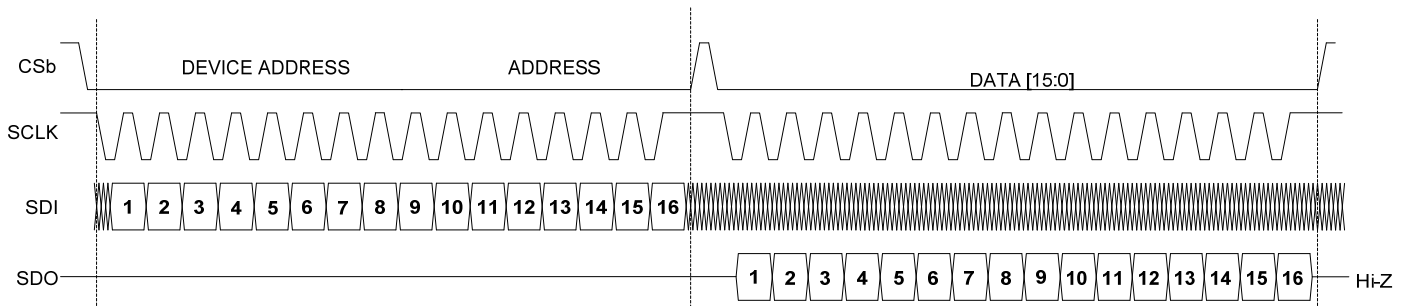 CSb DEVICE ADDRESS ADDRESS DATA [15:0]
SCLK
SDI 1 2 3 4 5 6 7 8 9 10 11 12 13 14 15 16
SDO 1 2 3 4 5 6 7 8 9 10 11 12 13 14 15 16 Hi-Z